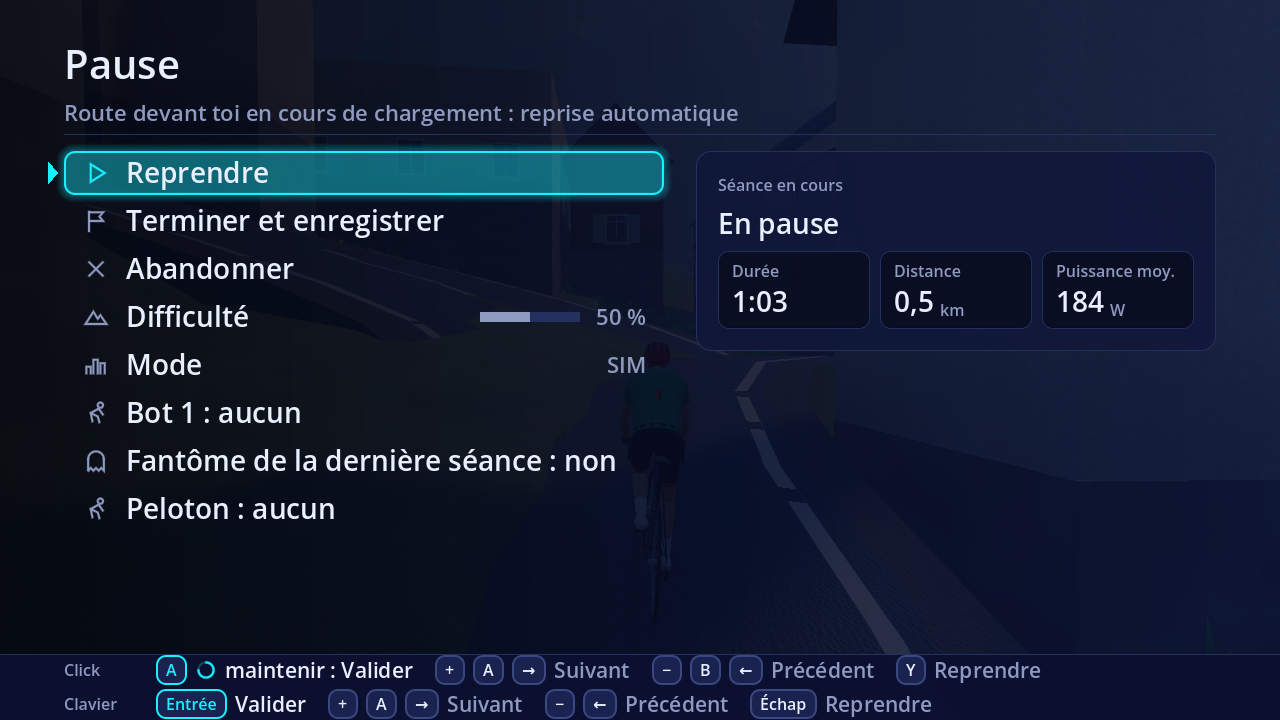 Pause
Route devant toi en cours de chargement : reprise automatique
Reprendre
Terminer et enregistrer
Abandonner
Difficulté 50 %
Mode SIM
Bot 1 : aucun
Fantôme de la dernière séance : non
Peloton : aucun
Séance en cours
En pause
Durée Distance Puissance moy.
1:03 0,5 km 184 W
Click A maintenir : Valider + A → Suivant − B ← Précédent Y Reprendre
Clavier Entrée Valider + A → Suivant − ← Précédent Échap Reprendre